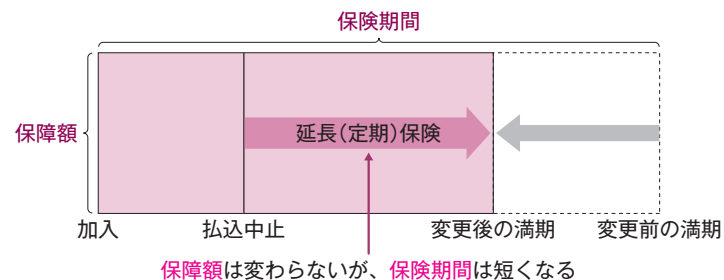 保険期間
保障額
延長(定期)保険
加入
払込中止
変更後の満期
変更前の満期
保障額は変わらないが、保険期間は短くなる